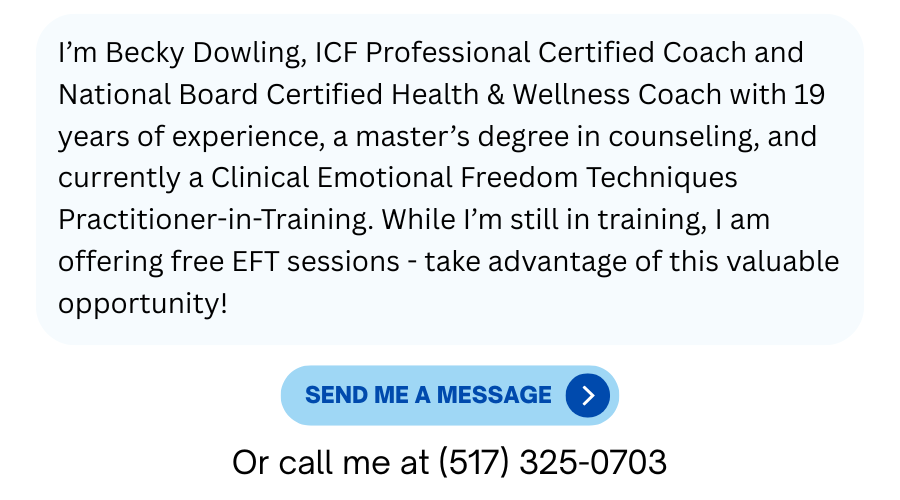 I’m Becky Dowling, ICF Professional Certified Coach and
National Board Certified Health & Wellness Coach with 19
years of experience, a master’s degree in counseling, and
currently a Clinical Emotional Freedom Techniques
Practitioner-in-Training. While I’m still in training, I am
offering free EFT sessions - take advantage of this valuable
opportunity!
SEND ME A MESSAGE
Or call me at (517) 325-0703